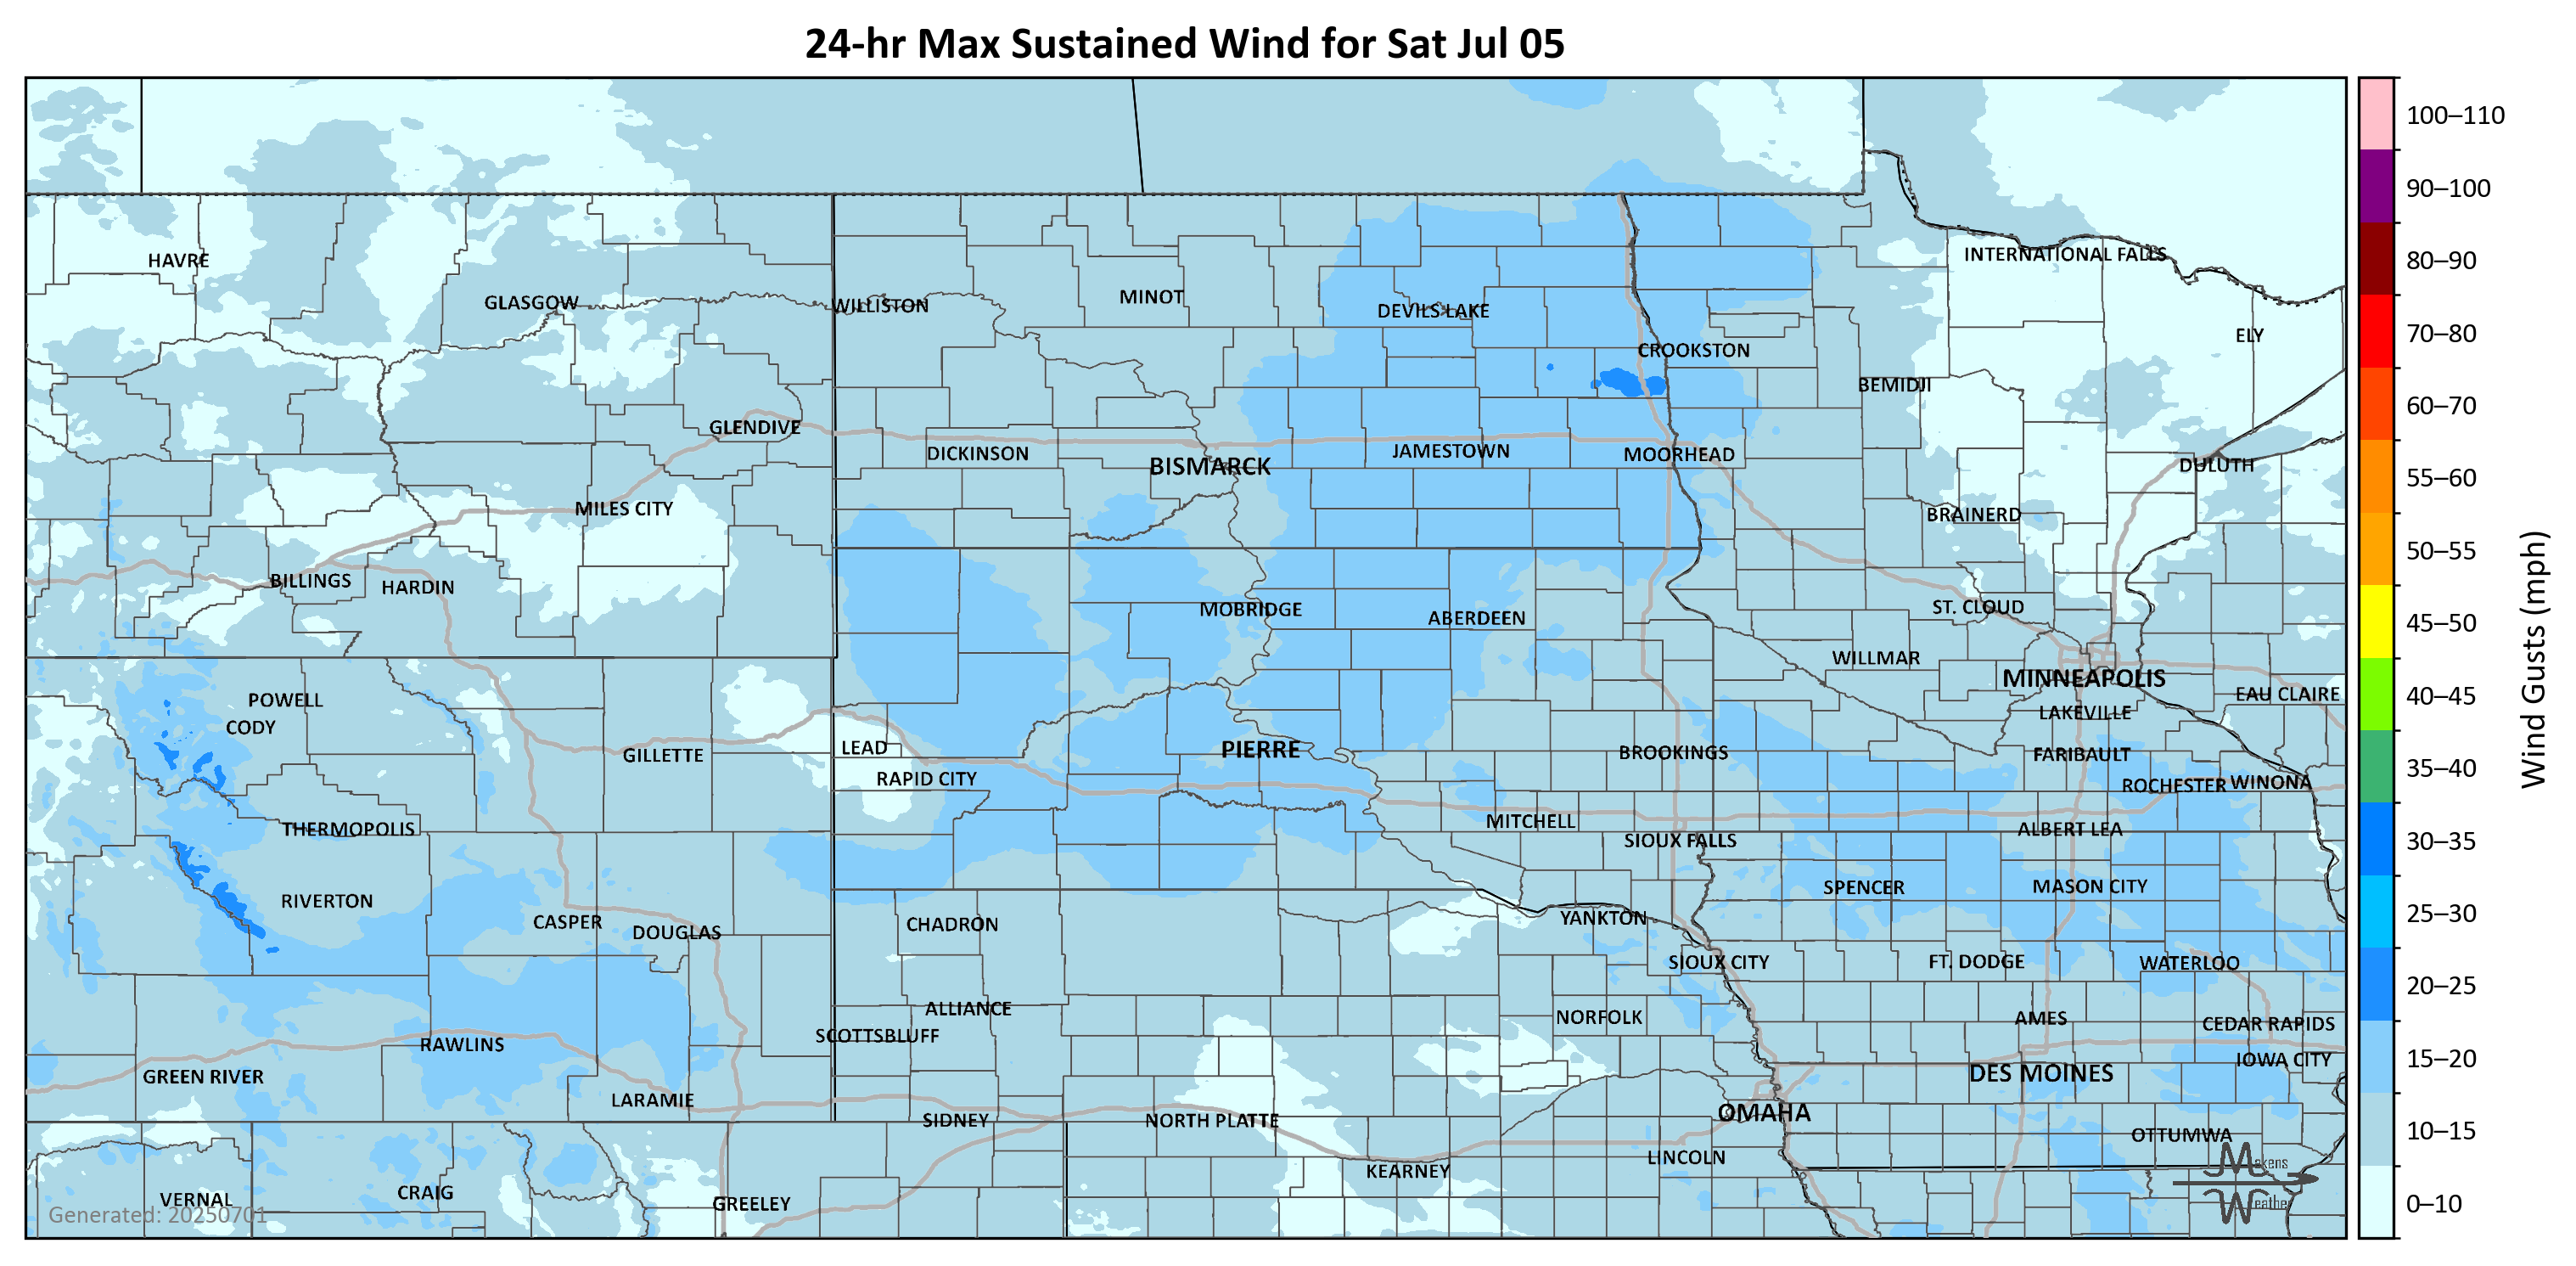 24-hr Max Sustained Wind for Sat Jul 05
100–110
90–100
80–90
70–80
60–70
55–60
50–55
45–50
40–45
35–40
30–35
25–30
20–25
15–20
10–15
0–10
Wind Gusts (mph)
HAVRE
INTERNATIONAL FALLS
GLASGOW
WILLISTON
MINOT
DEVILS LAKE
ELY
CROOKSTON
BEMIDJI
GLENDIVE
DICKINSON
BISMARCK
JAMESTOWN
MOORHEAD
DULUTH
MILES CITY
BRAINERD
BILLINGS
HARDIN
MOBRIDGE
ABERDEEN
ST. CLOUD
WILLMAR
MINNEAPOLIS
EAU CLAIRE
POWELL
CODY
LAKEVILLE
GILLETTE
LEAD
PIERRE
BROOKINGS
FARIBAULT
RAPID CITY
ROCHESTER
WINONA
THERMOPOLIS
MITCHELL
SIOUX FALLS
ALBERT LEA
RIVERTON
SPENCER
MASON CITY
CASPER
DOUGLAS
CHADRON
YANKTON
SIOUX CITY
FT. DODGE
WATERLOO
ALLIANCE
NORFOLK
AMES
CEDAR RAPIDS
SCOTTSBLUFF
RAWLINS
IOWA CITY
GREEN RIVER
DES MOINES
LARAMIE
SIDNEY
NORTH PLATTE
OMAHA
OTTUMWA
KEARNEY
LINCOLN
VERNAL
CRAIG
GREELEY
Makens
Weather
Generated: 20250701